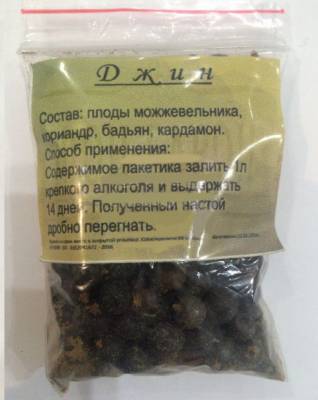 Джин
Состав: плоды можжевельника,
кориандр, бадьян, кардамон.
Способ применения:
Содержимое пакетика залить 1л
крепкого алкоголя и выдержать
14 дней. Полученный настой
дробно перегнать.